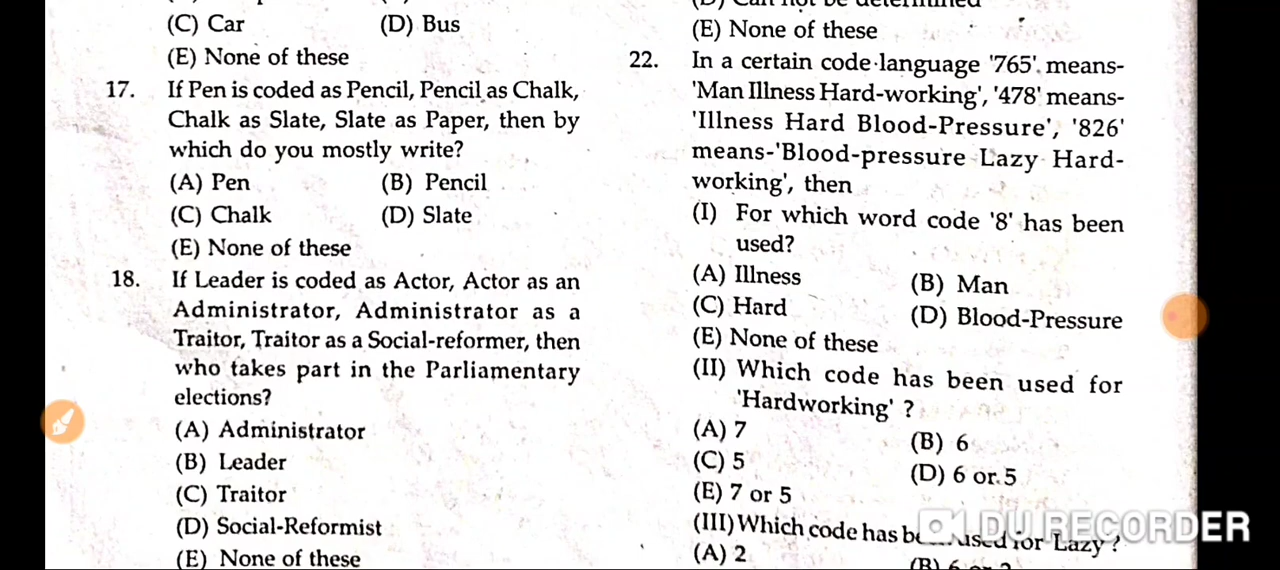 (C) Car (D) Bus
(E) None of these
17. If Pen is coded as Pencil, Pencil as Chalk,
Chalk as Slate, Slate as Paper, then by
which do you mostly write?
(A) Pen (B) Pencil
(C) Chalk (D) Slate
(E) None of these
18. If Leader is coded as Actor, Actor as an
Administrator, Administrator as a
Traitor, Traitor as a Social-reformer, then
who takes part in the Parliamentary
elections?
(A) Administrator
(B) Leader
(C) Traitor
(D) Social-Reformist
(E) None of these
(E) None of these
22. In a certain code language '765' means-
'Man Illness Hard-working', '478' means-
'Illness Hard Blood-Pressure', '826'
means-'Blood-pressure Lazy Hard-
working', then
(I) For which word code '8' has been
used?
(A) Illness (B) Man
(C) Hard (D) Blood-Pressure
(E) None of these
(II) Which code has been used for
'Hardworking' ?
(A) 7 (B) 6
(C) 5 (D) 6 or 5
(E) 7 or 5
(III) Which code has used for 'Lazy' ?
(A) 2
DU RECORDER